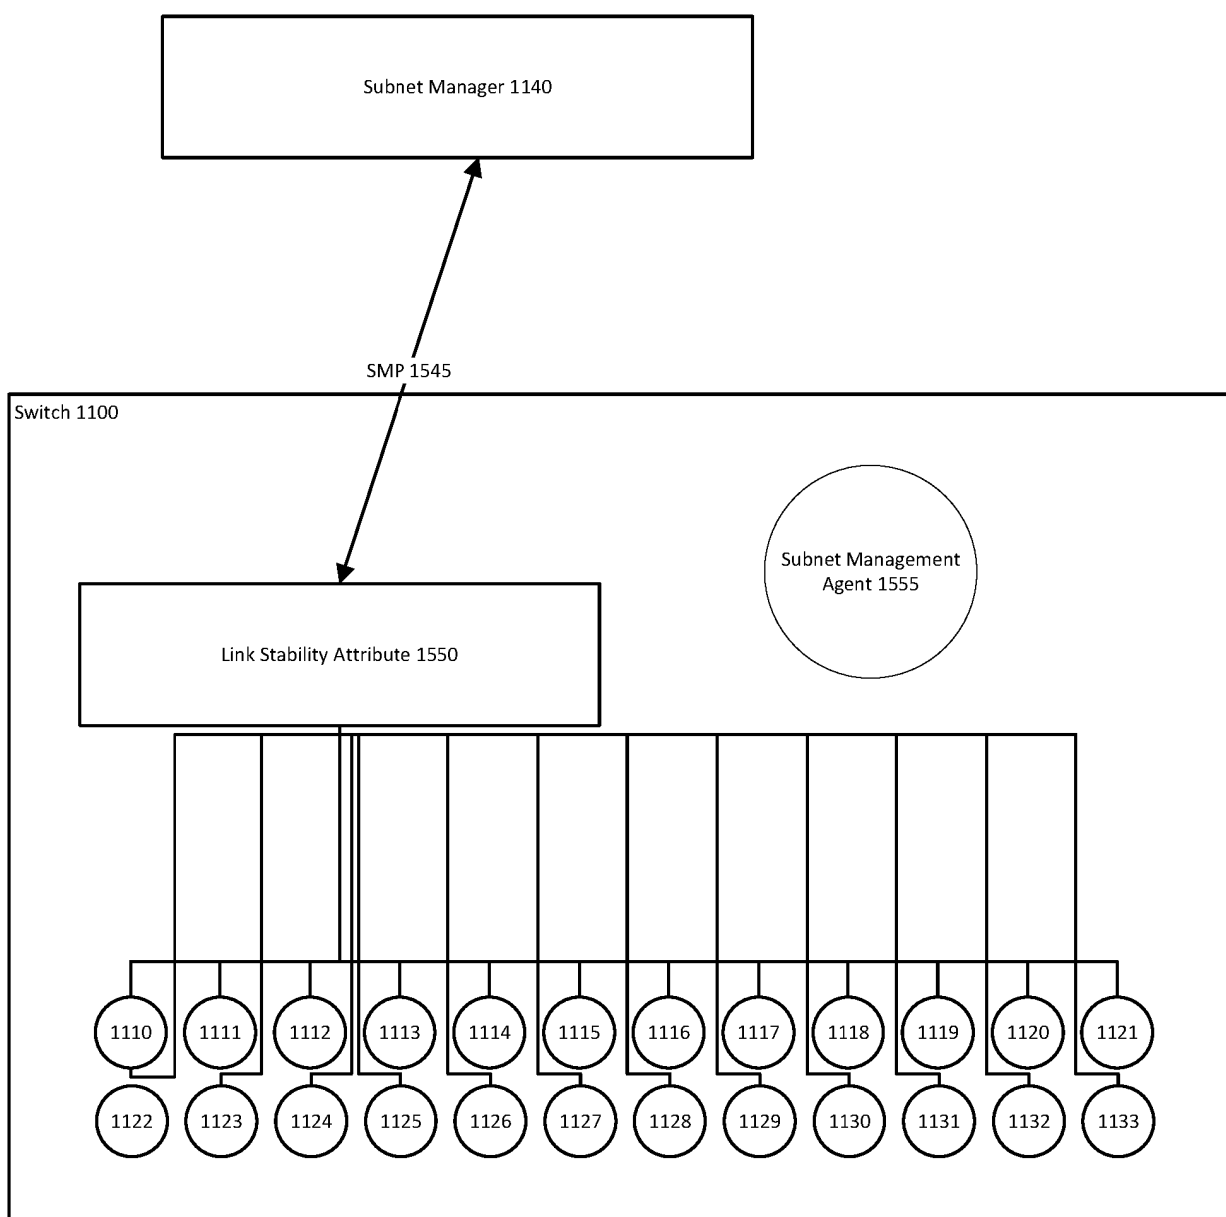 Subnet Manager 1140
SMP 1545
Switch 1100
Subnet Management
Agent 1555
Link Stability Attribute 1550
1110 1111 1112 1113 1114 1115 1116 1117 1118 1119 1120 1121
1122 1123 1124 1125 1126 1127 1128 1129 1130 1131 1132 1133